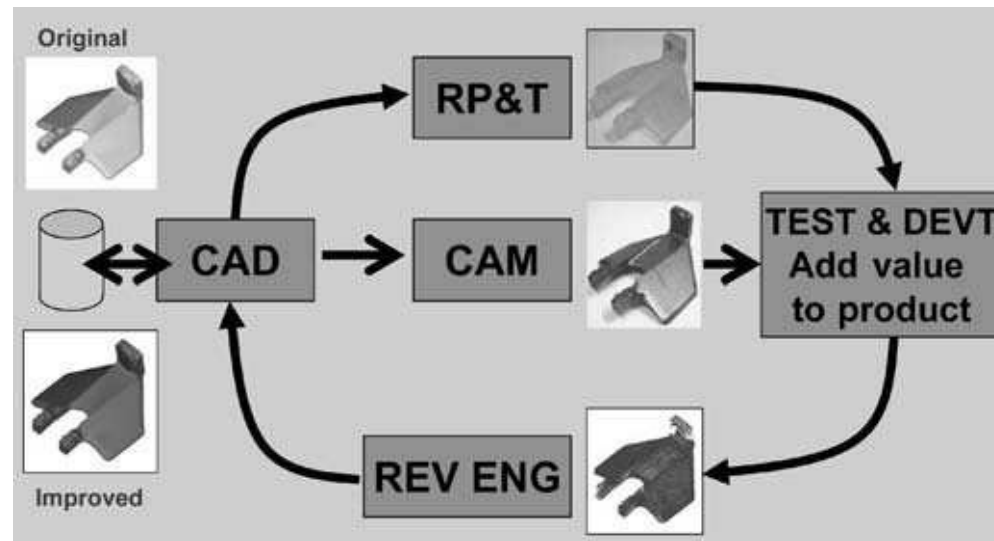 Original
RP&T
CAD
CAM
TEST & DEVT
Add value
to product
REV ENG
Improved